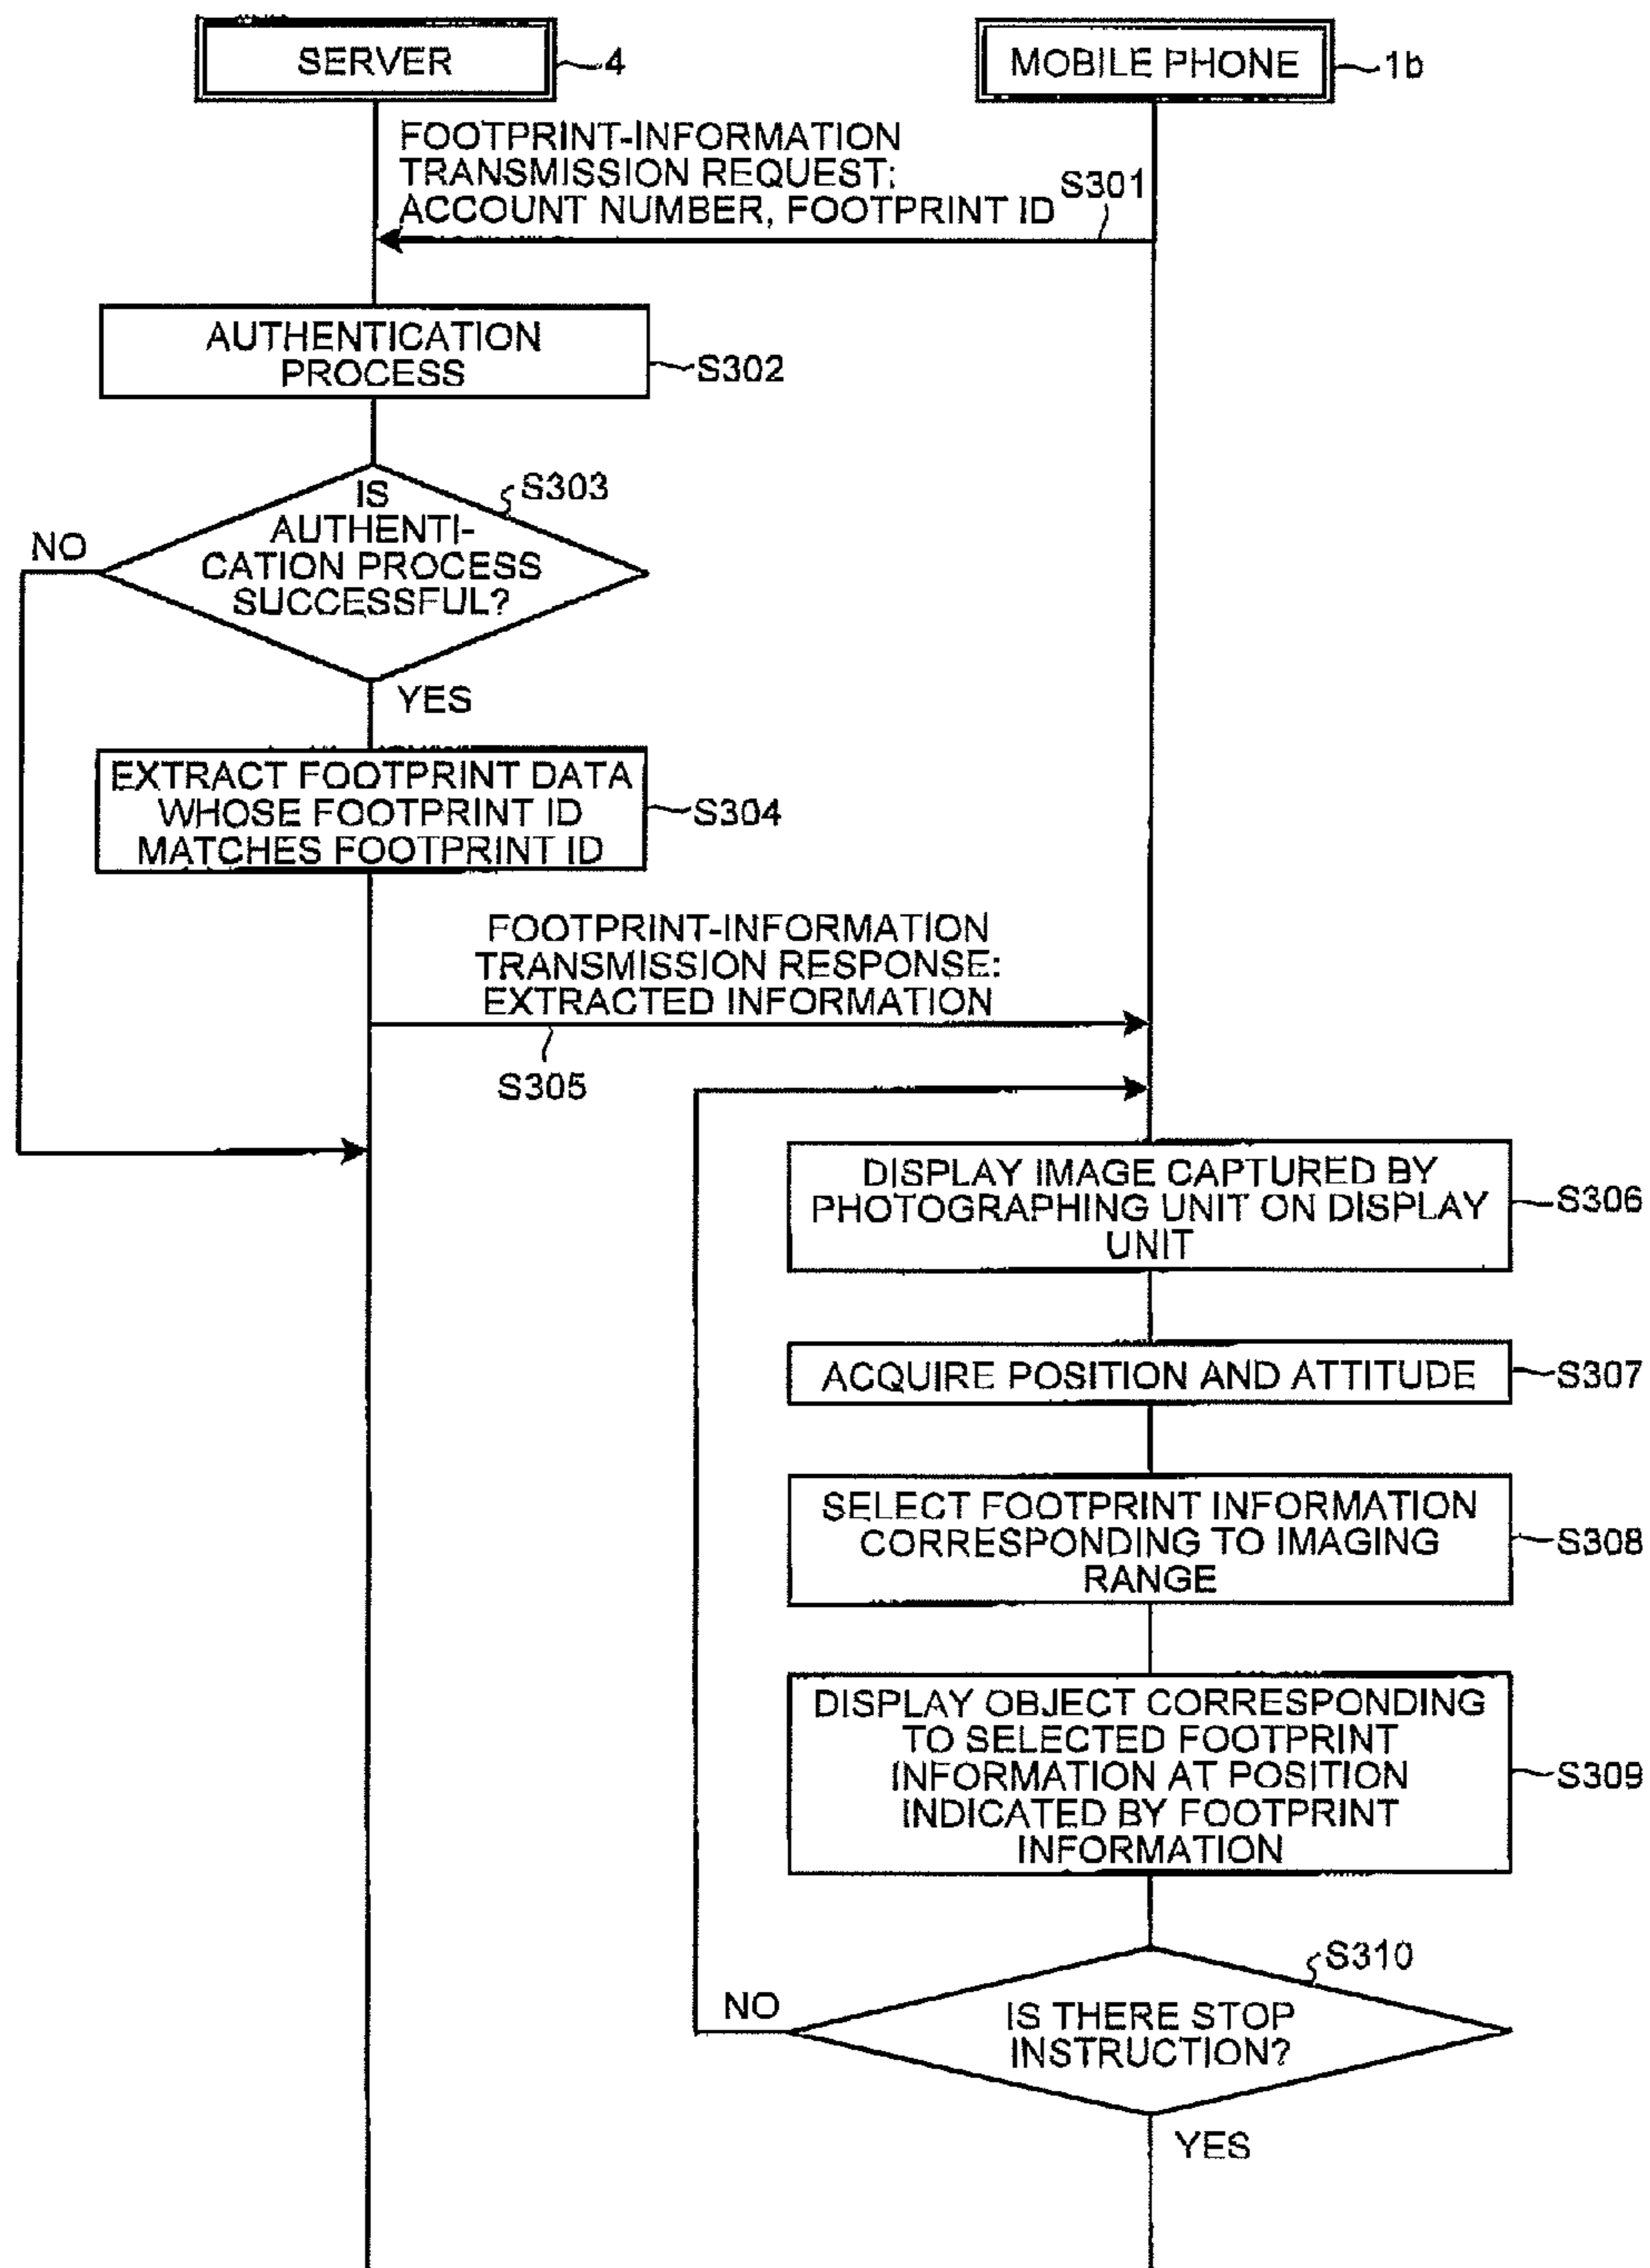 SERVER
4
MOBILE PHONE
1b
FOOTPRINT-INFORMATION
TRANSMISSION REQUEST:
ACCOUNT NUMBER, FOOTPRINT ID
S301
AUTHENTICATION
PROCESS
S302
IS
AUTHENTI-
CATION PROCESS
SUCCESSFUL?
S303
NO
YES
EXTRACT FOOTPRINT DATA
WHOSE FOOTPRINT ID
MATCHES FOOTPRINT ID
S304
FOOTPRINT-INFORMATION
TRANSMISSION RESPONSE:
EXTRACTED INFORMATION
S305
DISPLAY IMAGE CAPTURED BY
PHOTOGRAPHING UNIT ON DISPLAY
UNIT
S306
ACQUIRE POSITION AND ATTITUDE
S307
SELECT FOOTPRINT INFORMATION
CORRESPONDING TO IMAGING
RANGE
S308
DISPLAY OBJECT CORRESPONDING
TO SELECTED FOOTPRINT
INFORMATION AT POSITION
INDICATED BY FOOTPRINT
INFORMATION
S309
S310
NO
IS THERE STOP
INSTRUCTION?
YES